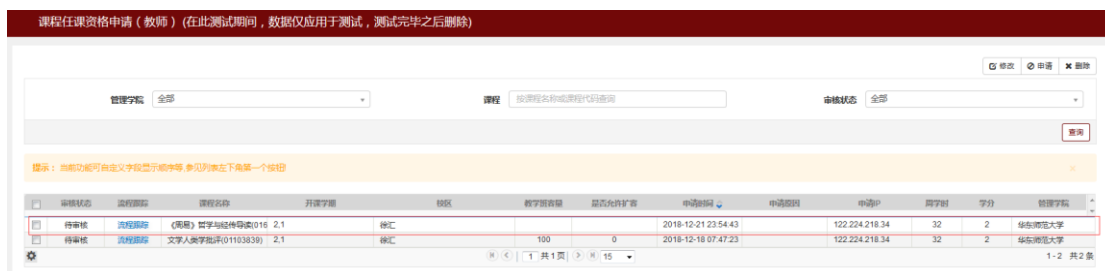 课程任课资格申请（教师）(在此测试期间，数据仅应用于测试，测试完毕之后删除)
修改 申请 删除
管理学院 全部 课程 按课程名称或课程代码查询 审核状态 全部
查询
提示： 当前功能可自定义字段显示顺序等,参见列表左下角第一个按钮!
审核状态 流程跟踪 课程名称 开课学期 校区 教学班容量 是否允许扩容 申请时间 申请原因 申请IP 周学时 学分 管理学院
待审核 流程跟踪 《周易》哲学与经传导读(016 2,1 徐汇 2018-12-21 23:54:43 122.224.218.34 32 2 华东师范大学
待审核 流程跟踪 文学人类学批评(01103839) 2,1 徐汇 100 0 2018-12-18 07:47:23 122.224.218.34 32 2 华东师范大学
1 共1页 15 1-2 共2条